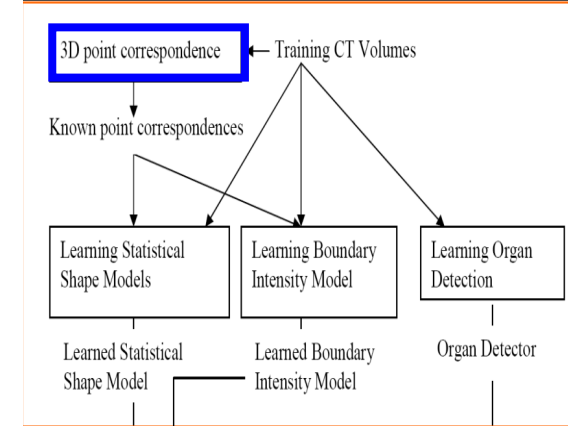 3D point correspondence
Training CT Volumes
Known point correspondences
Learning Statistical
Shape Models
Learning Boundary
Intensity Model
Learning Organ
Detection
Learned Statistical
Shape Model
Learned Boundary
Intensity Model
Organ Detector